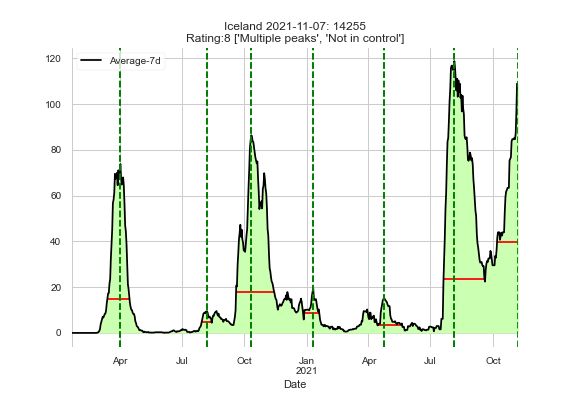 Iceland 2021-11-07: 14255
Rating:8 ['Multiple peaks', 'Not in control']
Average-7d
120
100
80
60
40
20
0
Apr Jul Oct Jan Apr Jul Oct
2021
Date